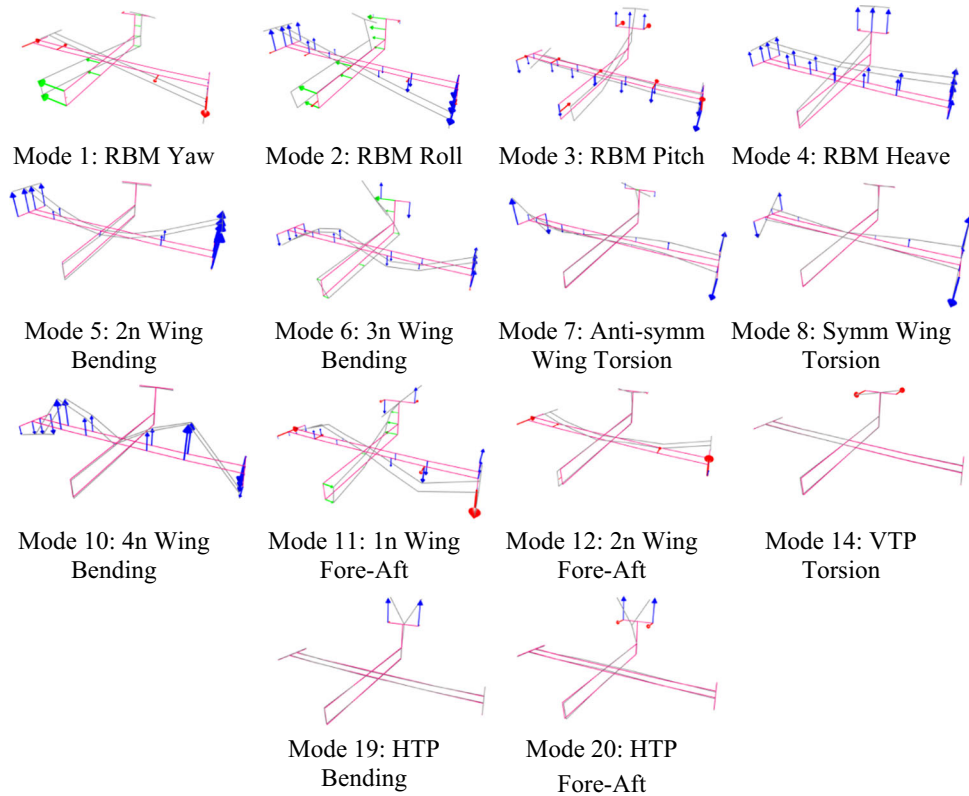 Mode 1: RBM Yaw
Mode 2: RBM Roll
Mode 3: RBM Pitch
Mode 4: RBM Heave
Mode 5: 2n Wing
Bending
Mode 6: 3n Wing
Bending
Mode 7: Anti-symm
Wing Torsion
Mode 8: Symm Wing
Torsion
Mode 10: 4n Wing
Bending
Mode 11: 1n Wing
Fore-Aft
Mode 12: 2n Wing
Fore-Aft
Mode 14: VTP
Torsion
Mode 19: HTP
Bending
Mode 20: HTP
Fore-Aft